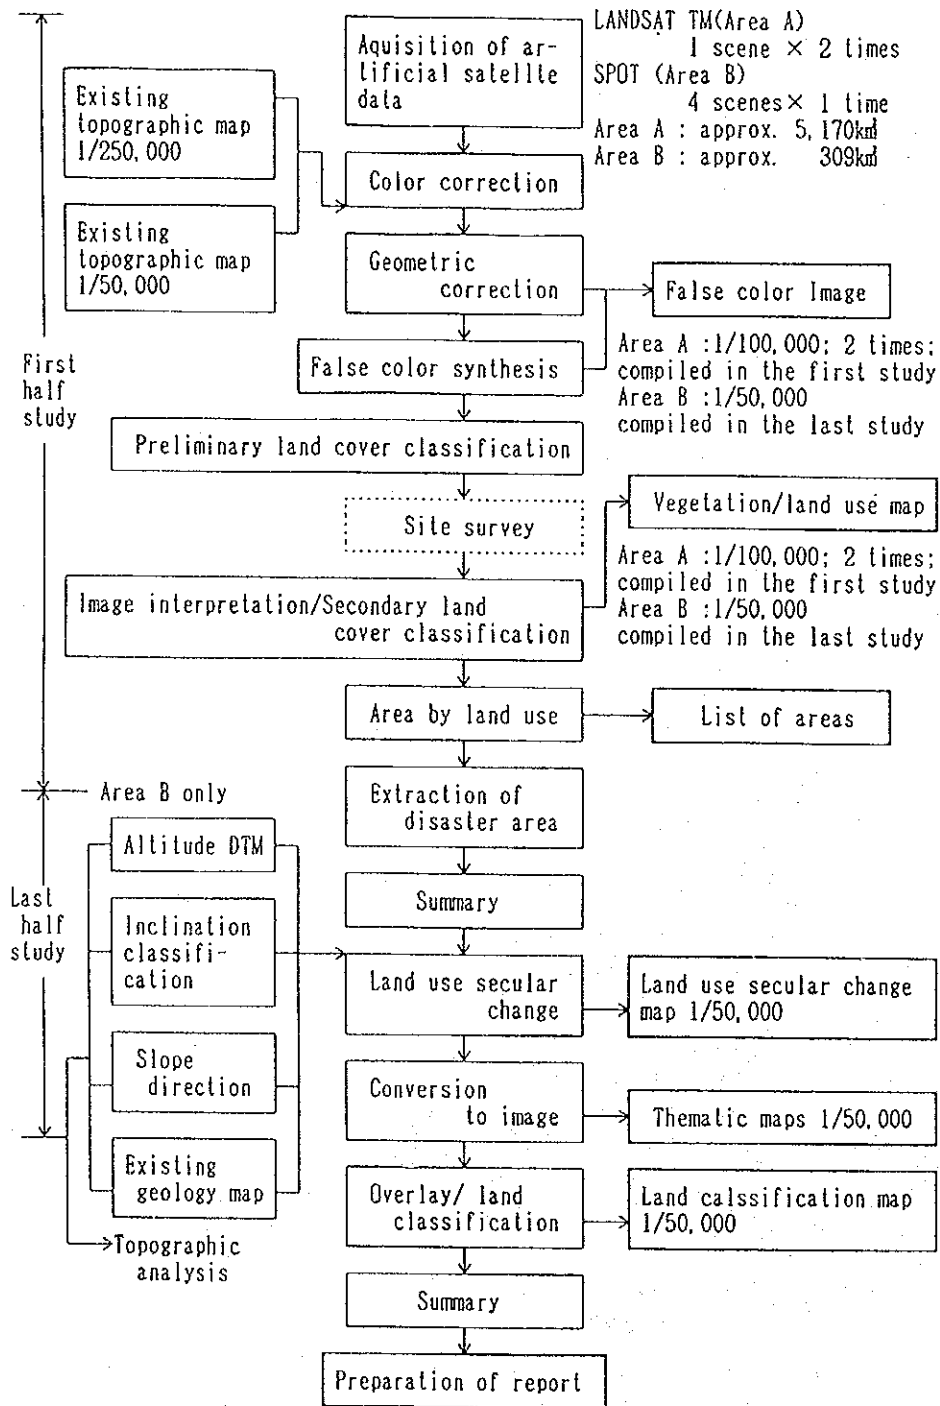 Aquisition of ar-
tificial satellite
data
LANDSAT TM(Area A)
1 scene × 2 times
SPOT (Area B)
4 scenes× 1 time
Area A : approx. 5,170k㎡
Area B : approx. 309k㎡
Existing
topographic map
1/250,000
Color correction
Existing
topographic map
1/50,000
Geometric
correction
False color Image
First
half
study
False color synthesis
Area A :1/100,000; 2 times;
compiled in the first study
Area B :1/50,000
compiled in the last study
Preliminary land cover classification
Site survey
Vegetation/land use map
Area A :1/100,000; 2 times;
compiled in the first study
Area B :1/50,000
compiled in the last study
Image interpretation/Secondary land
cover classification
Area by land use
List of areas
Area B only
Extraction of
disaster area
Altitude DTM
Last
half
study
Summary
Inclination
classifi-
cation
Land use secular
change
Land use secular change
map 1/50,000
Slope
direction
Conversion
to image
Thematic maps 1/50,000
Existing
geology map
Overlay/ land
classification
Land calssification map
1/50,000
Topographic
analysis
Summary
Preparation of report